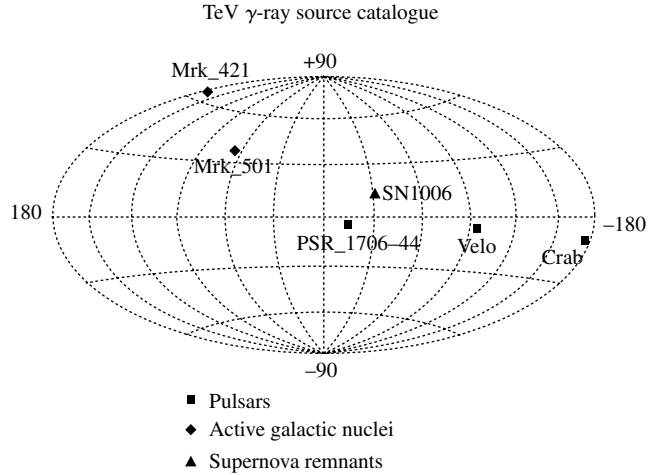 TeV γ-ray source catalogue
+90
Mrk_421
Mrk_501
SN1006
180
–180
PSR_1706–44
Velo
Crab
–90
Pulsars
Active galactic nuclei
Supernova remnants